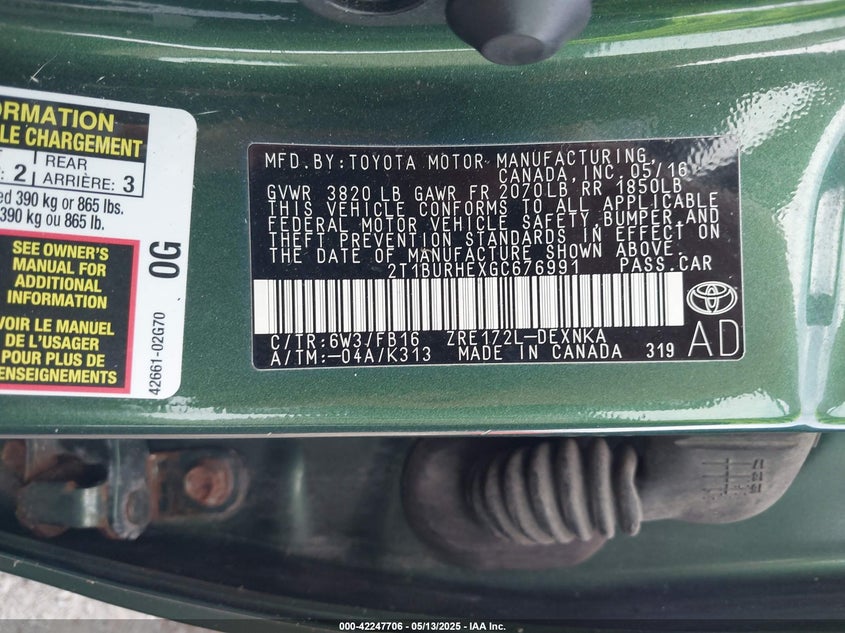 ORMATION
LE CHARGEMENT
: 2
REAR
ARRIÈRE: 3
ed 390 kg or 865 lbs.
390 kg ou 865 lb.
SEE OWNER'S
MANUAL FOR
ADDITIONAL
INFORMATION
VOIR LE MANUEL
DE L'USAGER
POUR PLUS DE
RENSEIGNEMENTS
0G
42661-02G70
MFD.BY:TOYOTA MOTOR MANUFACTURING,
CANADA, INC. 05/16
GVWR 3820 LB GAWR FR 2070LB RR 1850LB
THIS VEHICLE CONFORMS TO ALL APPLICABLE
FEDERAL MOTOR VEHICLE SAFETY, BUMPER AND
THEFT PREVENTION STANDARDS IN EFFECT ON
THE DATE OF MANUFACTURE SHOWN ABOVE.
2T1BURHEXGC676991 PASS.CAR
C/TR:6W3/FB16 ZRE172L-DEXNKA
A/TM:-04A/K313 MADE IN CANADA 319
AD
000-42247706 - 05/13/2025 - IAA Inc.